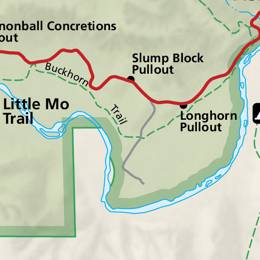 nonball Concretions
out
Slump Block
Pullout
Buckhorn
Trail
Little Mo
Trail
Longhorn
Pullout